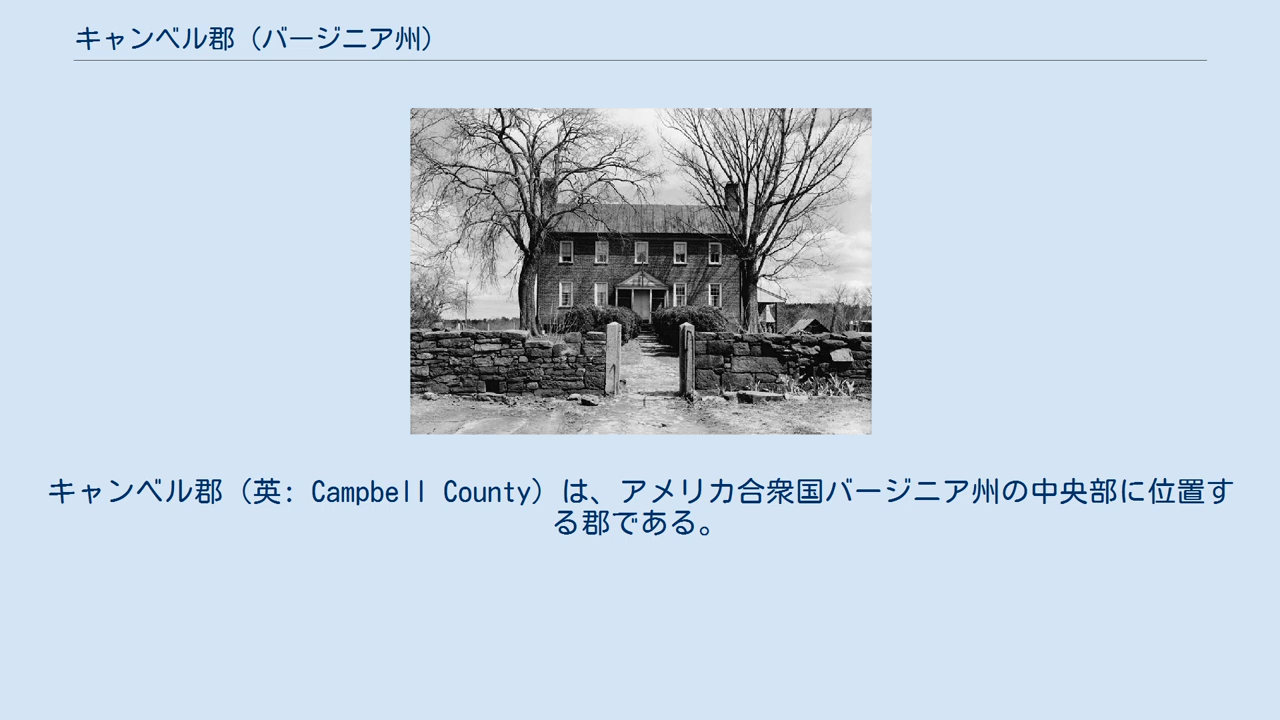 キャンベル郡（バージニア州）
キャンベル郡（英: Campbell County）は、アメリカ合衆国バージニア州の中央部に位置す
る郡である。